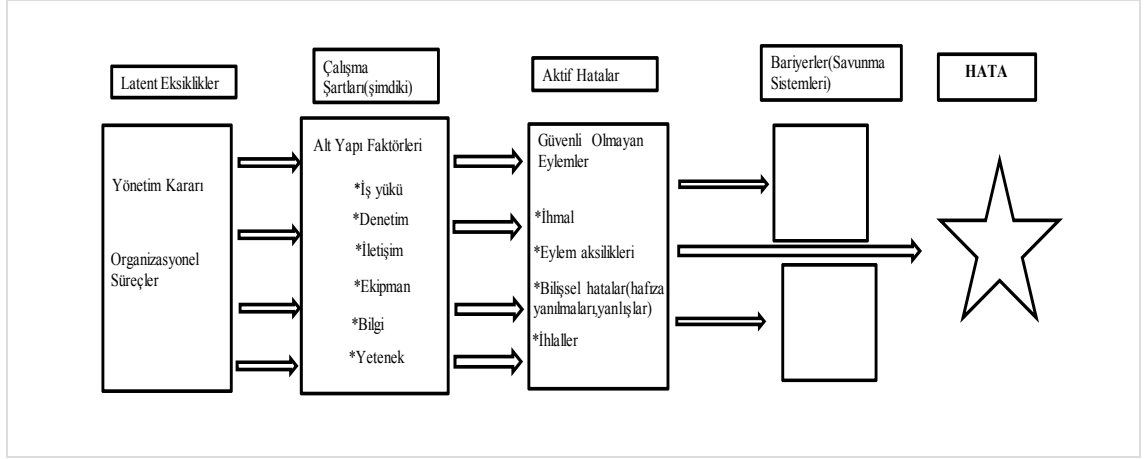 Latent Eksiklikler
Çalışma
Şartları(şimdiki)
Aktif Hatalar
Bariyerler(Savunma
Sistemleri)
HATA
Yönetim Kararı
Organizasyonel
Süreçler
Alt Yapı Faktörleri
*İş yükü
*Denetim
*İletişim
*Ekipman
*Bilgi
*Yetenek
Güvenli Olmayan
Eylemler
*İhmal
*Eylem aksilikleri
*Bilişsel hatalar(hafıza
yanılmaları,yanlışlar)
*İhlaller